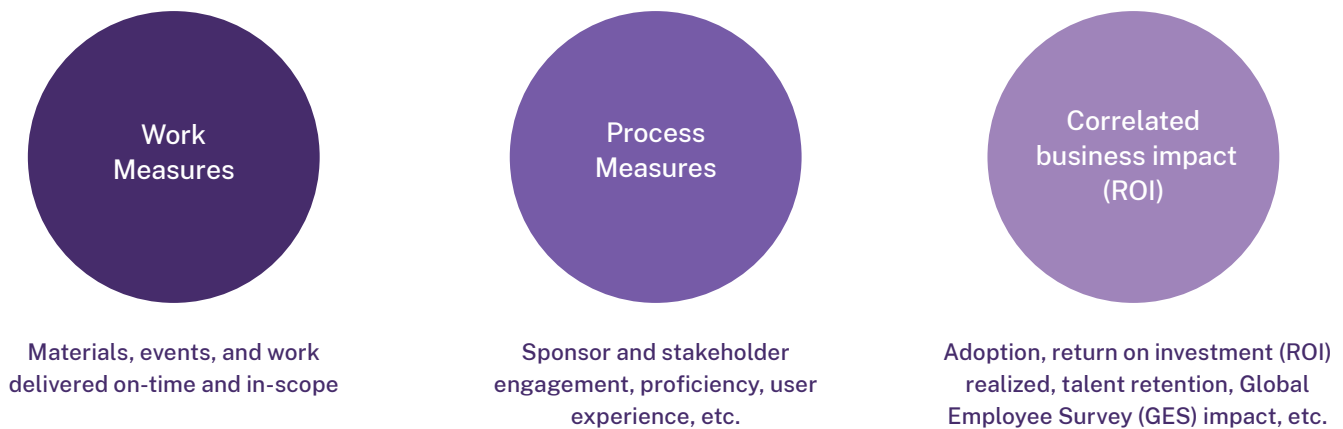 Work
Measures
Materials, events, and work
delivered on-time and in-scope
Process
Measures
Sponsor and stakeholder
engagement, proficiency, user
experience, etc.
Correlated
business impact
(ROI)
Adoption, return on investment (ROI)
realized, talent retention, Global
Employee Survey (GES) impact, etc.